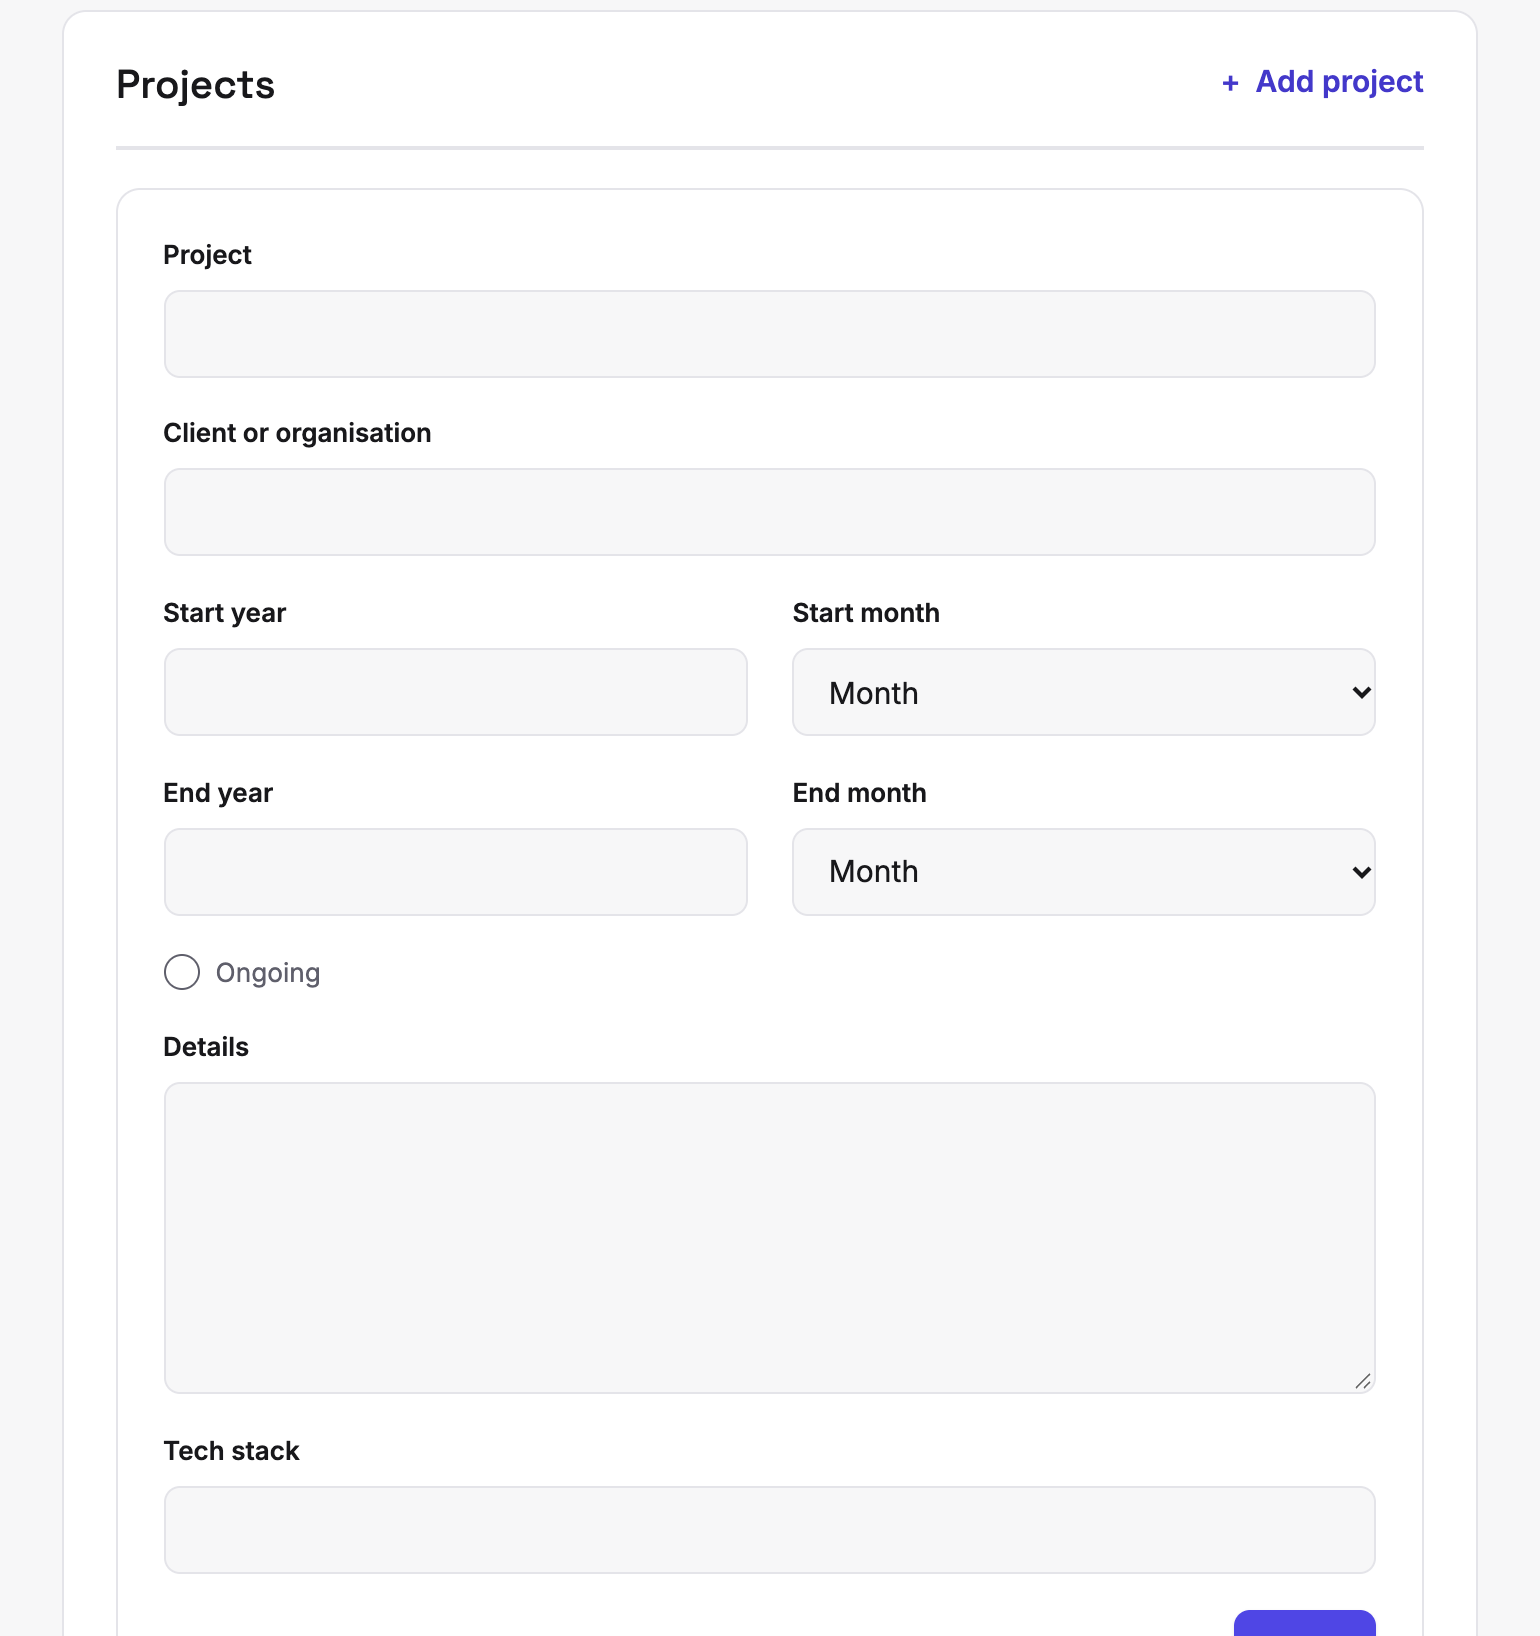 Projects
+ Add project
Project
Client or organisation
Start year
Start month
Month
End year
End month
Month
Ongoing
Details
Tech stack